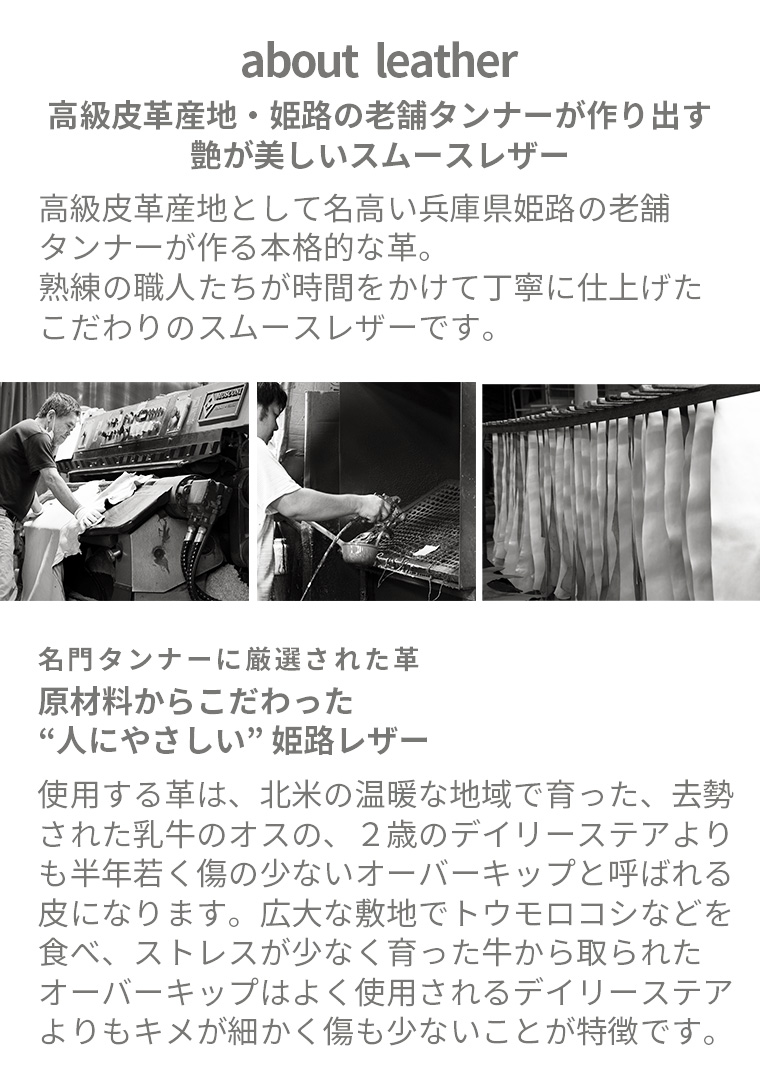 about leather
高級皮革産地・姫路の老舗タンナーが作り出す
艶が美しいスムースレザー
高級皮革産地として名高い兵庫県姫路の老舗
タンナーが作る本格的な革。
熟練の職人たちが時間をかけて丁寧に仕上げた
こだわりのスムースレザーです。
名門タンナーに厳選された革
原材料からこだわった
“人にやさしい” 姫路レザー
使用する革は、北米の温暖な地域で育った、去勢
された乳牛のオスの、２歳のデイリーステアより
も半年若く傷の少ないオーバーキップと呼ばれる
皮になります。広大な敷地でトウモロコシなどを
食べ、ストレスが少なく育った牛から取られた
オーバーキップはよく使用されるデイリーステア
よりもキメが細かく傷も少ないことが特徴です。